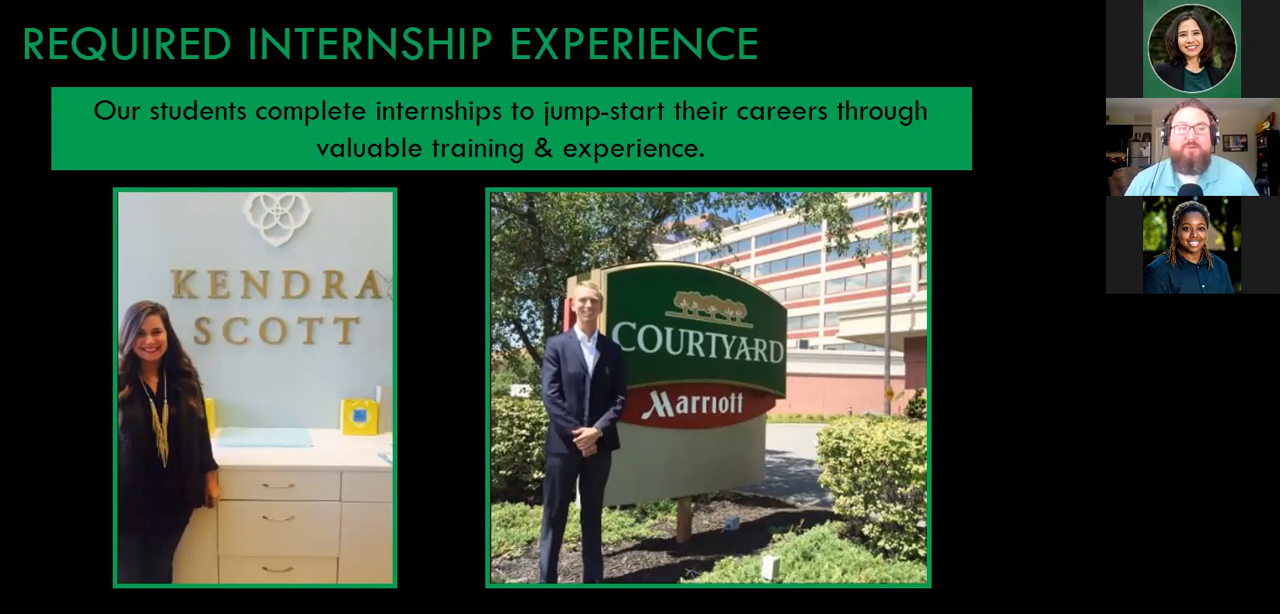 REQUIRED INTERNSHIP EXPERIENCE
Our students complete internships to jump-start their careers through
valuable training & experience.
KENDRA
SCOTT
COURTYARD
Marriott